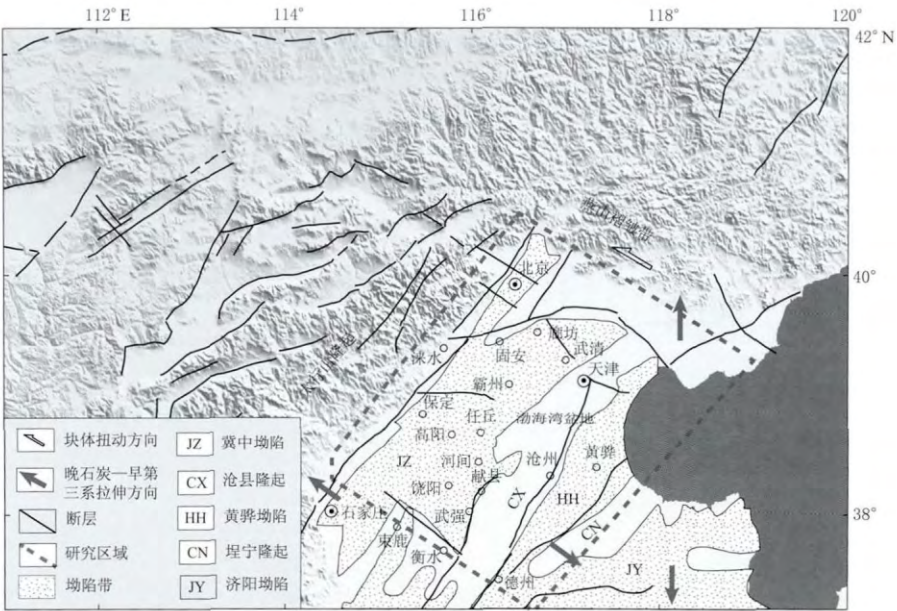 112° E
114°
116°
118°
120°
42° N
燕山褶皱带
北京
40°
廊坊
涞水
固安
武清
霸州
天津
保定
任丘
渤海湾盆地
高阳
JZ
河间
沧州
黄骅
饶阳
献县
CX
HH
石家庄
武强
38°
束鹿
CN
衡水
德州
JY
块体扭动方向
晚石炭—早第
三系拉伸方向
断层
研究区域
坳陷带
JZ 冀中坳陷
CX 沧县隆起
HH 黄骅坳陷
CN 埕宁隆起
JY 济阳坳陷